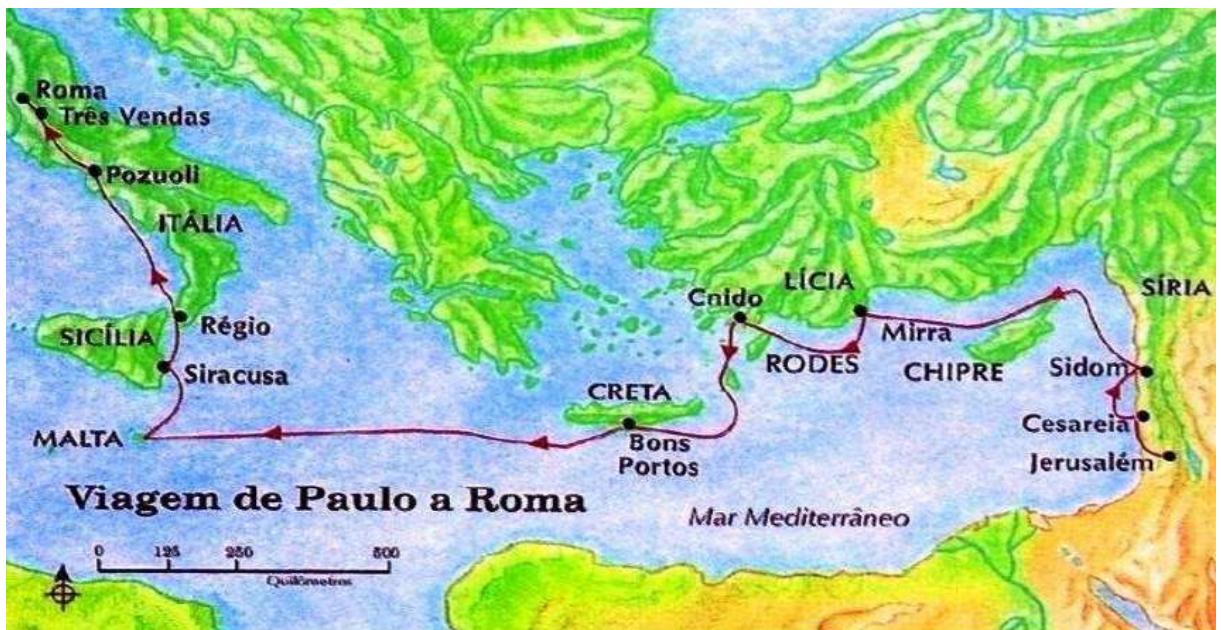 Roma
Três Vendas
Pozuoli
ITÁLIA
LÍCIA
SÍRIA
Cnido
Régio
SICÍLIA
Mirra
RODES
CHIPRE
Sidom
Siracusa
CRETA
Cesareia
MALTA
Bons
Portos
Jerusalém
Viagem de Paulo a Roma
Mar Mediterrâneo
0 125 250 500
Quilômetros